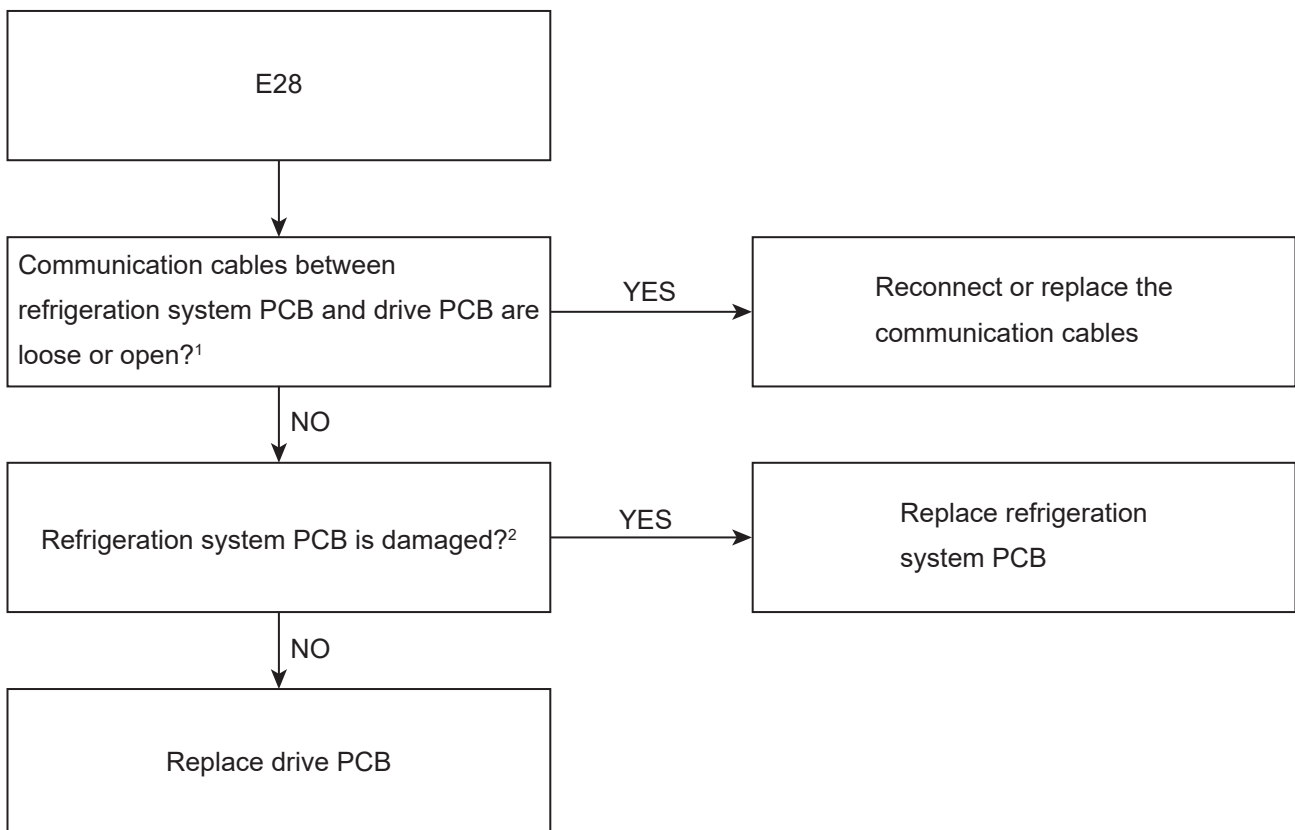 E28
Communication cables between
refrigeration system PCB and drive PCB are
loose or open?¹
YES
Reconnect or replace the
communication cables
NO
Refrigeration system PCB is damaged?²
YES
Replace refrigeration
system PCB
NO
Replace drive PCB